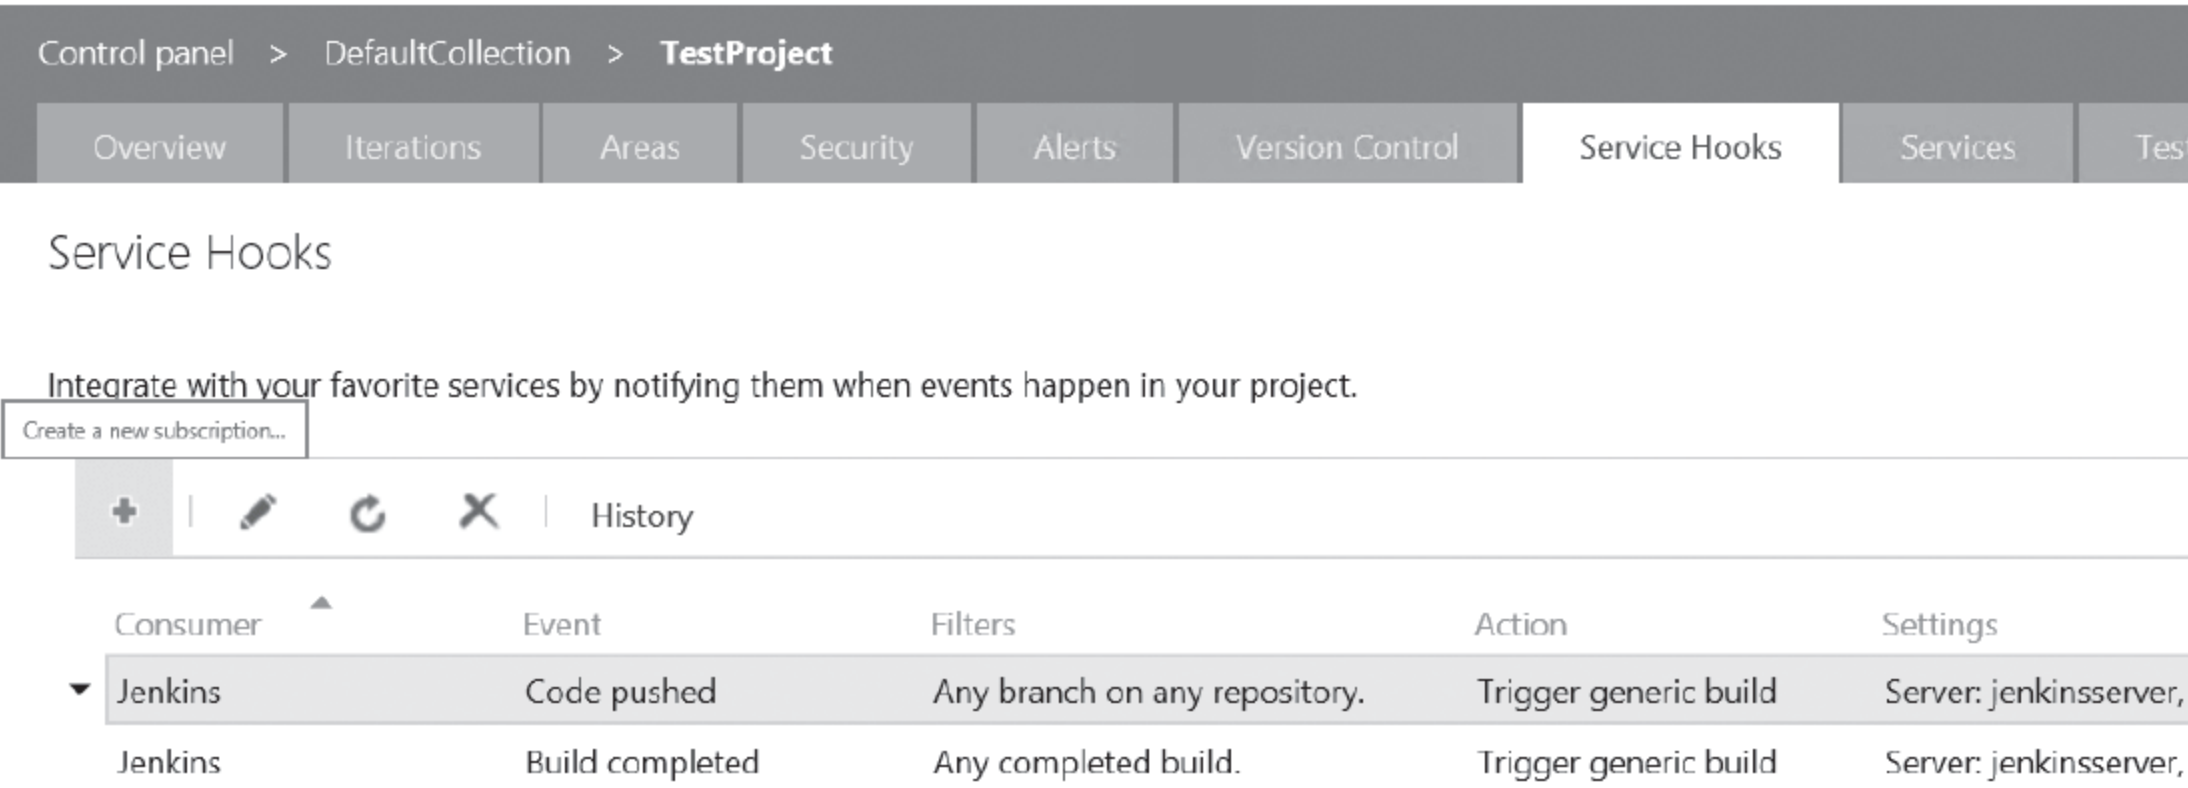 Control panel > DefaultCollection > TestProject
Overview Iterations Areas Security Alerts Version Control Service Hooks Services
Service Hooks
Integrate with your favorite services by notifying them when events happen in your project.
Create a new subscription...
History
Consumer Event Filters Action Settings
Jenkins Code pushed Any branch on any repository. Trigger generic build Server: jenkinsserver,
Jenkins Build completed Any completed build. Trigger generic build Server: jenkinsserver,